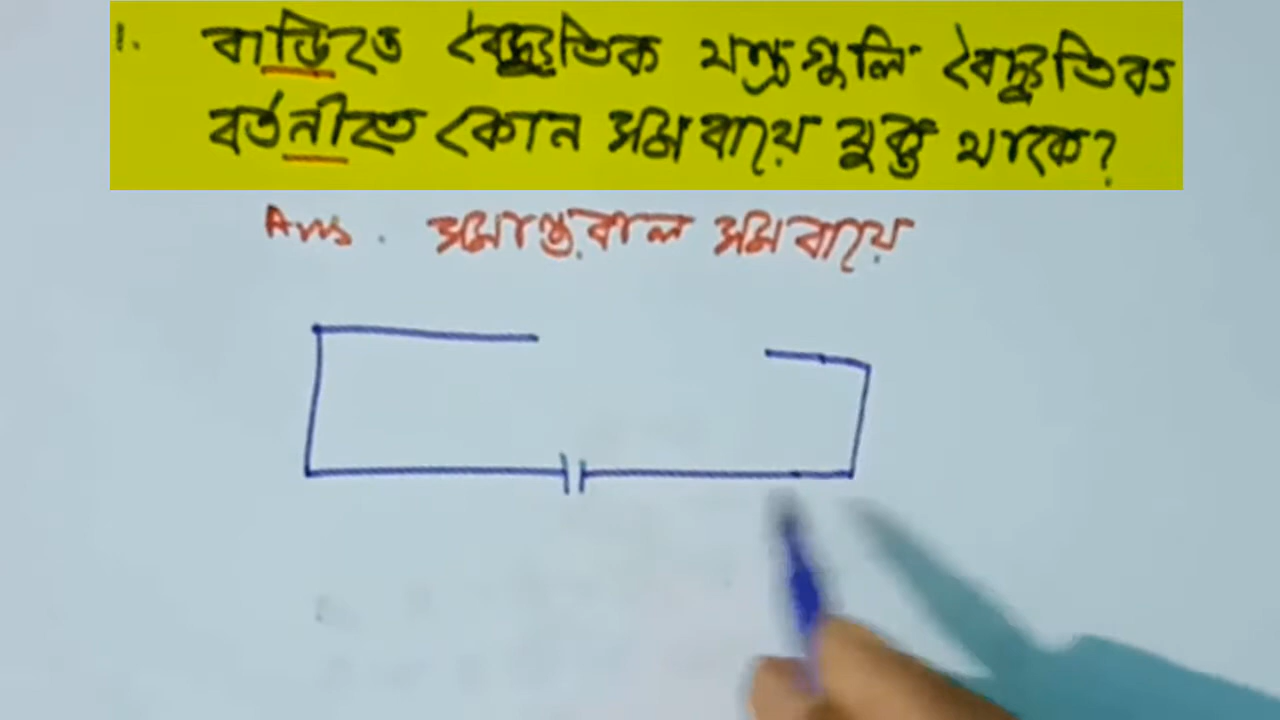 1. বাড়িতে বৈদ্যুতিক যন্ত্রগুলি বৈদ্যুতিক
বর্তনীতে কোন সমবায়ে যুক্ত থাকে?
Ans. সমান্তরাল সমবায়ে